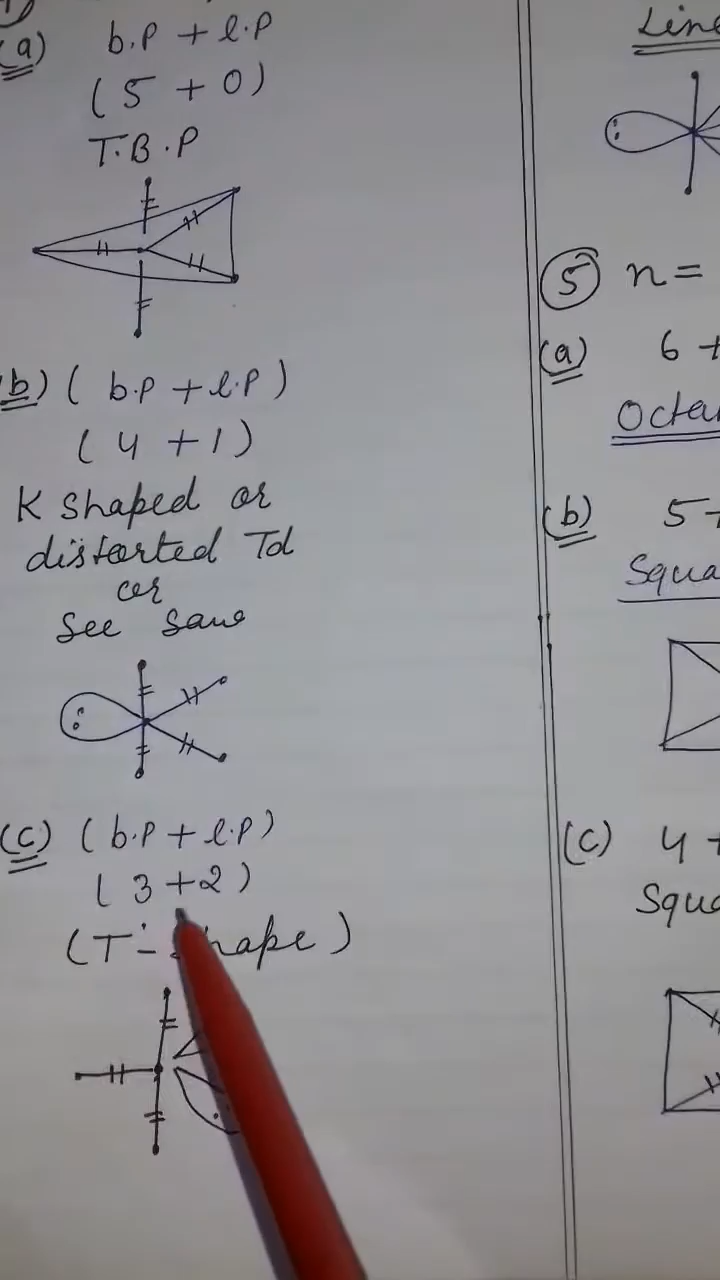 (a) b.p + l.p
(5 + 0)
T.B.P
(b) (b.p + l.p)
(4 + 1)
K shaped or
distorted Td
or
See Saw
(c) (b.p + l.p)
(3 + 2)
(T-shape)
Line
(5) n =
(a) 6 +
Octa
(b) 5 +
Squa
(c) 4 +
Squa